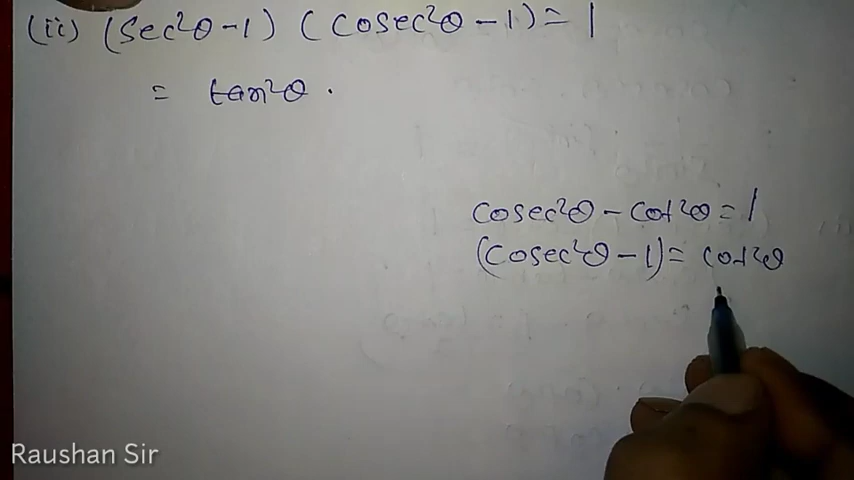 (ii) (Sec²θ-1) (Cosec²θ-1)=1
= tan²θ.
Cosec²θ-Cot²θ=1
(Cosec²θ-1)=Cot²θ
Raushan Sir